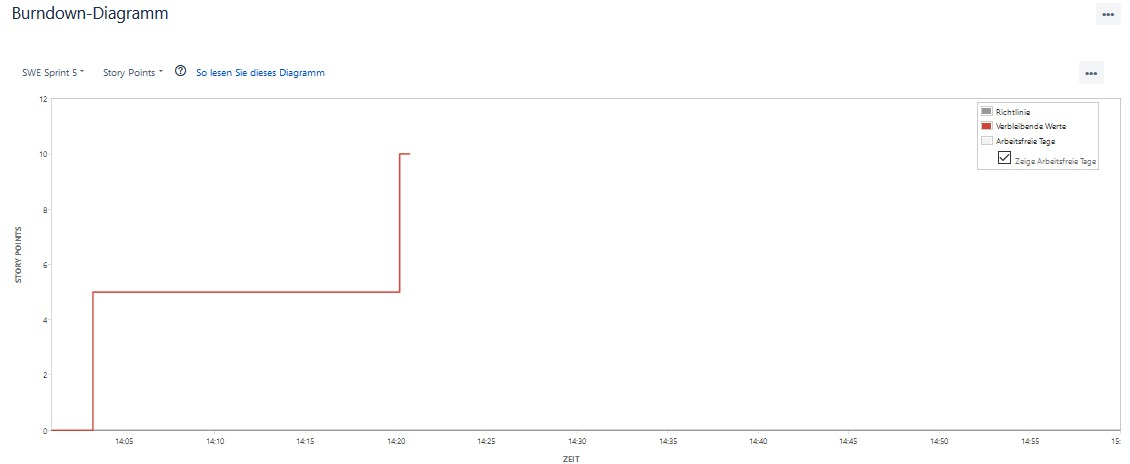 Burndown-Diagramm
•••
SWE Sprint 5 Story Points ? So lesen Sie dieses Diagramm
•••
Richtlinie
Verbleibende Werte
Arbeitsfreie Tage
Zeige Arbeitsfreie Tage
12
10
8
6
4
2
0
STORY POINTS
14:05 14:10 14:15 14:20 14:25 14:30 14:35 14:40 14:45 14:50 14:55 15:
ZEIT